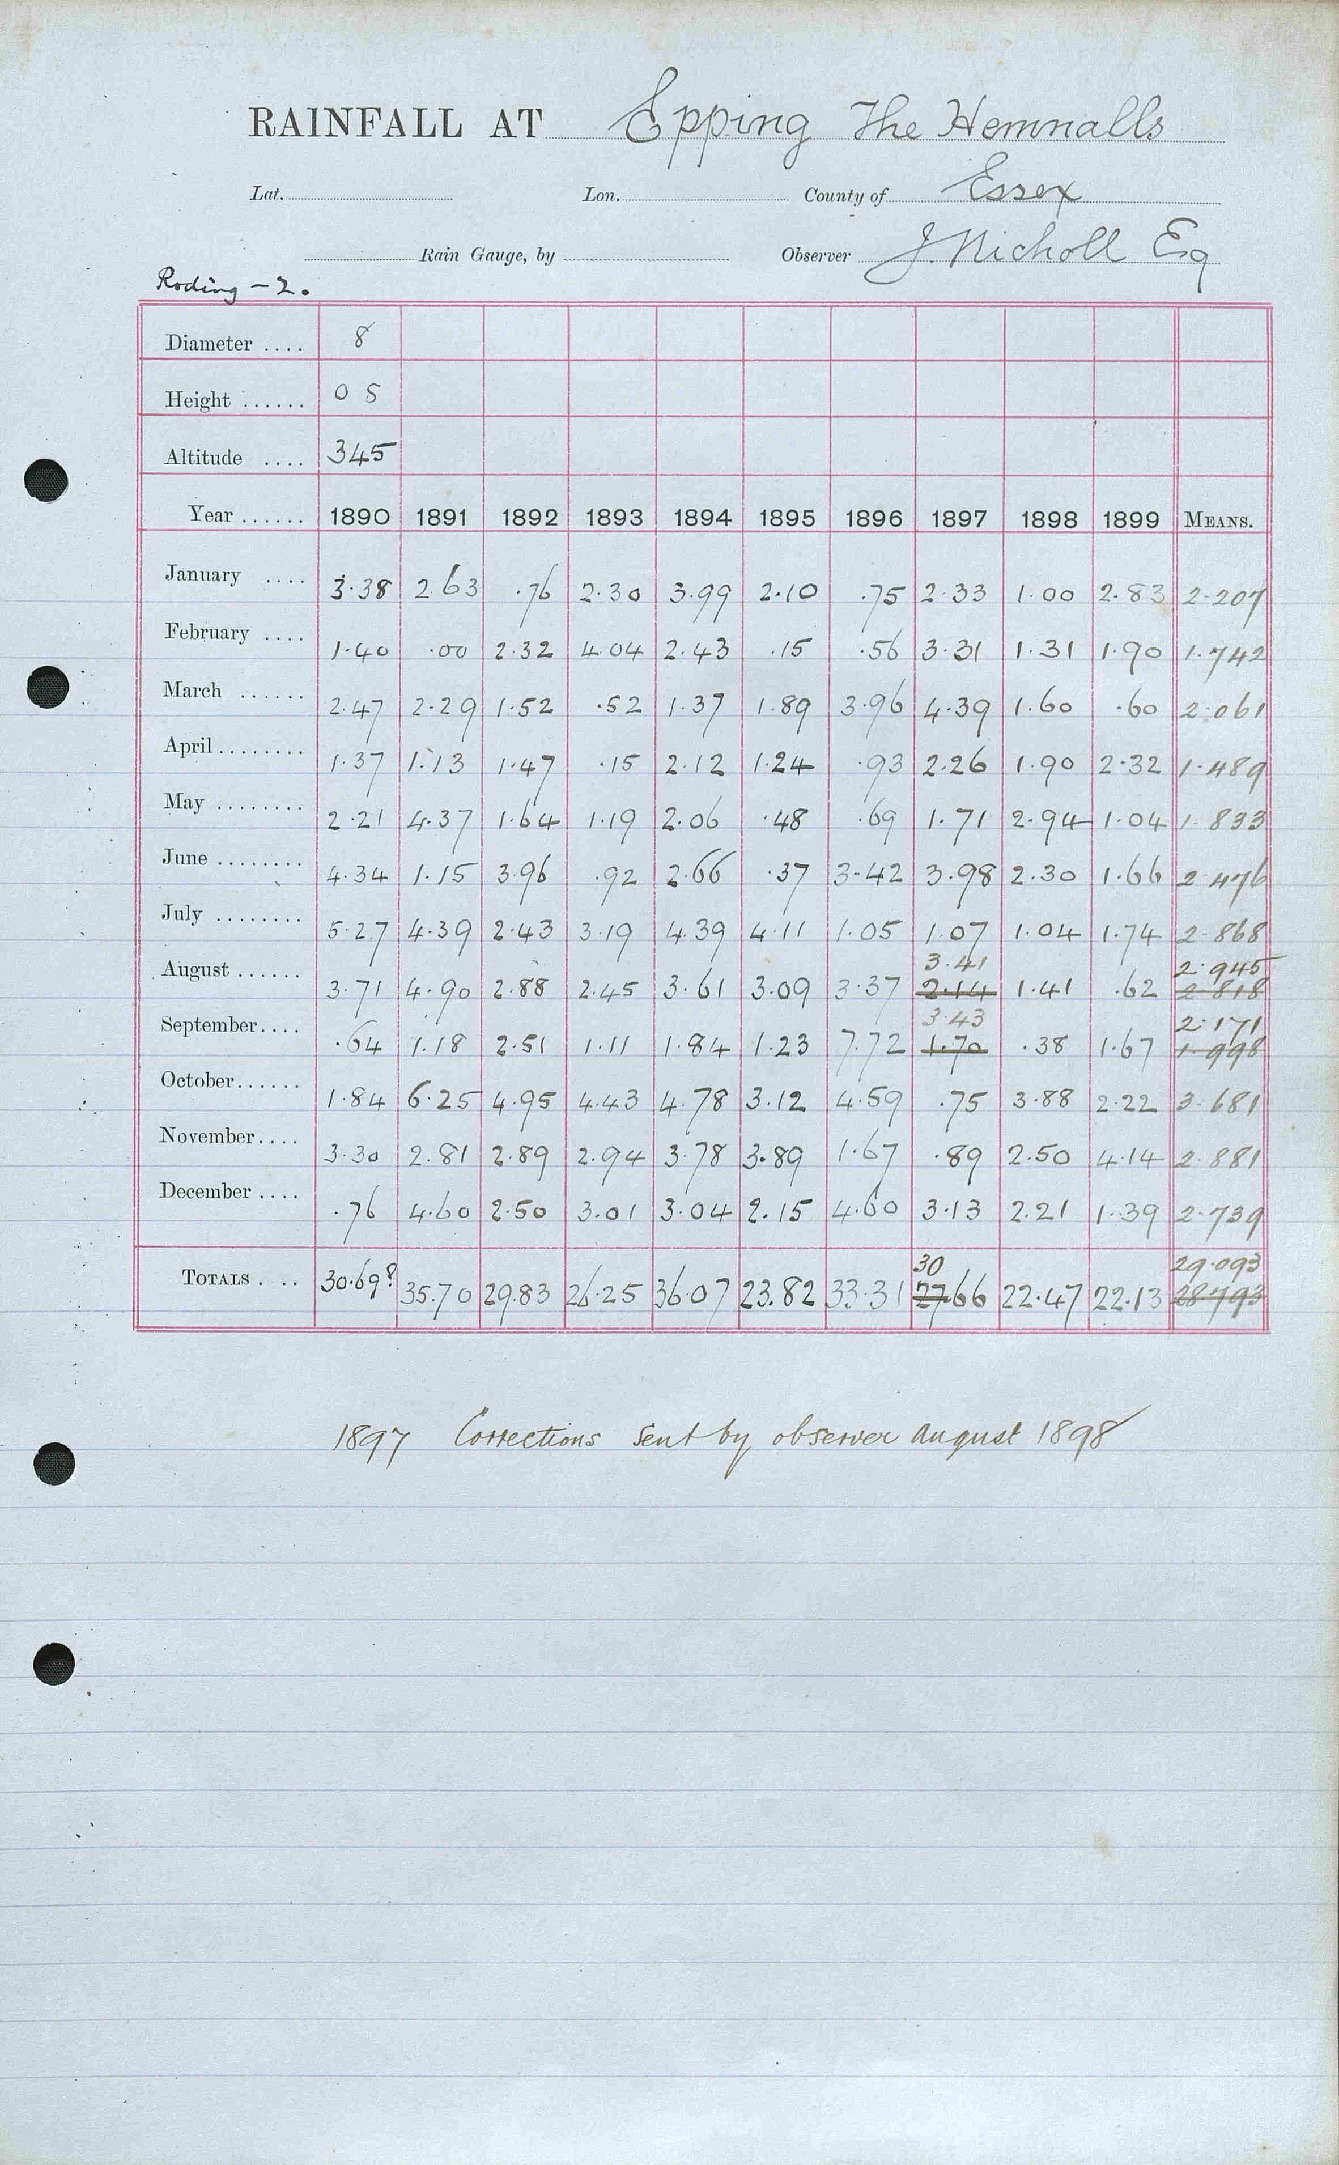 RAINFALL AT Epping The Hemnalls
Lat. Lon. County of Essex
Rain Gauge, by Observer J. Nicholl Esq
Roding - 2.
Diameter .... 8
Height ...... 0 8
Altitude .... 345
Year ...... 1890 1891 1892 1893 1894 1895 1896 1897 1898 1899 MEANS.
January .... 3.38 2.63 .76 2.30 3.99 2.10 .75 2.33 1.00 2.83 2.207
February .... 1.40 .00 2.32 4.04 2.43 .15 .56 3.31 1.31 1.90 1.742
March ...... 2.47 2.29 1.52 .52 1.37 1.89 3.96 4.39 1.60 .60 2.061
April ........ 1.37 1.13 1.47 .15 2.12 1.24 .93 2.26 1.90 2.32 1.489
May ........ 2.21 4.37 1.64 1.19 2.06 .48 .69 1.71 2.94 1.04 1.833
June ........ 4.34 1.15 3.96 .92 2.66 .37 3.42 3.98 2.30 1.66 2.476
July ........ 5.27 4.39 2.43 3.19 4.39 4.11 1.05 1.07 1.04 1.74 2.868
3.41 2.945
August ...... 3.71 4.90 2.88 2.45 3.61 3.09 3.37 2.14 1.41 .62 2.818
3.43 2.171
September .... .64 1.18 2.51 1.11 1.84 1.23 7.72 1.70 .38 1.67 1.998
October ...... 1.84 6.25 4.95 4.43 4.78 3.12 4.59 .75 3.88 2.22 3.681
November .... 3.30 2.81 2.89 2.94 3.78 3.89 1.67 .89 2.50 4.14 2.881
December .... .76 4.60 2.50 3.01 3.04 2.15 4.60 3.13 2.21 1.39 2.739
30 29.093
TOTALS .... 30.69? 35.70 29.83 26.25 36.07 23.82 33.31 27.66 22.47 22.13 28.793
1897 Corrections sent by observer August 1898